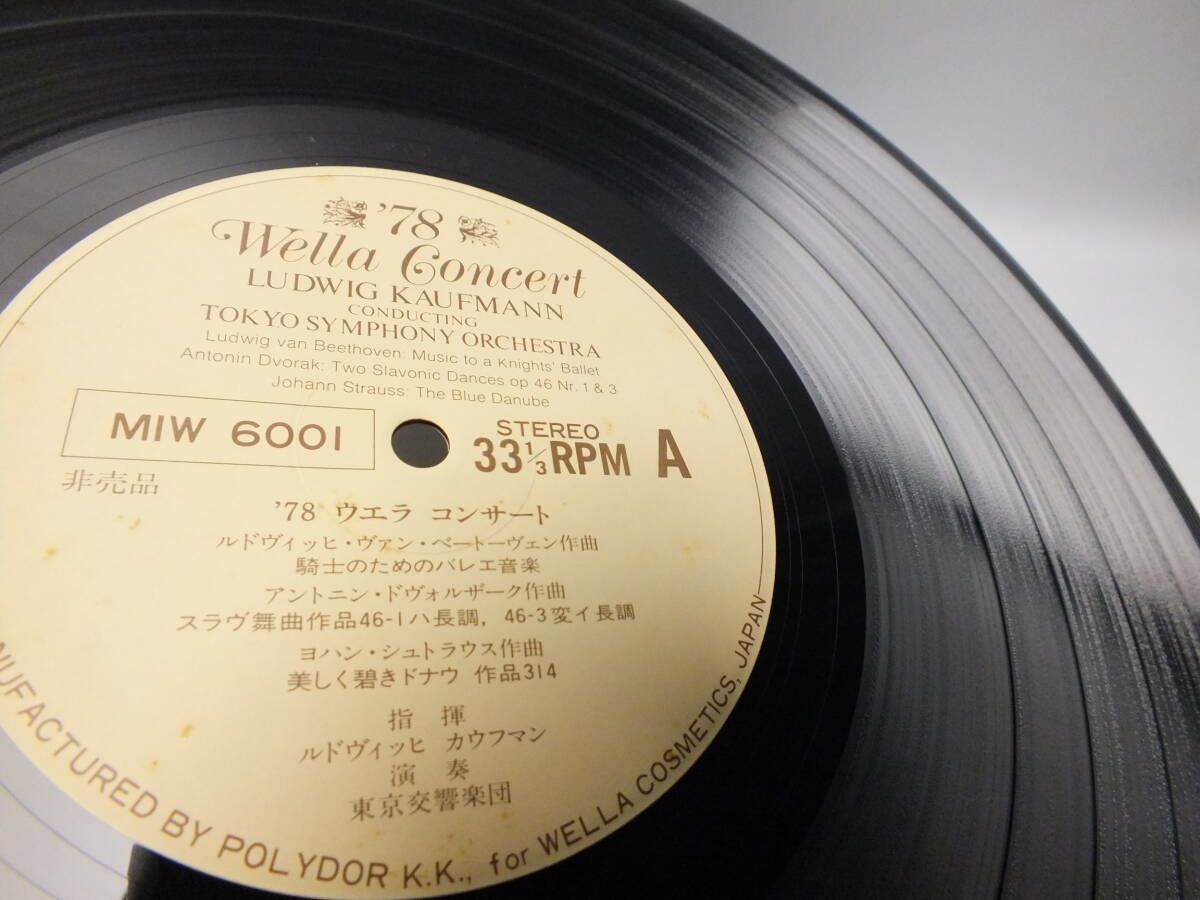 '78
Wella Concert
LUDWIG KAUFMANN
CONDUCTING
TOKYO SYMPHONY ORCHESTRA
Ludwig van Beethoven: Music to a Knights' Ballet
Antonin Dvorak: Two Slavonic Dances op 46 Nr. 1 & 3
Johann Strauss: The Blue Danube
MIW 6001
STEREO
33 1/3 RPM A
非売品
'78 ウエラ コンサート
ルドヴィッヒ・ヴァン・ベートーヴェン作曲
騎士のためのバレエ音楽
アントニン・ドヴォルザーク作曲
スラヴ舞曲作品46-1ハ長調, 46-3変イ長調
ヨハン・シュトラウス作曲
美しく碧きドナウ 作品314
指揮
ルドヴィッヒ カウフマン
演奏
東京交響楽団
NUFACTURED BY POLYDOR K.K., for WELLA COSMETICS, JAPAN